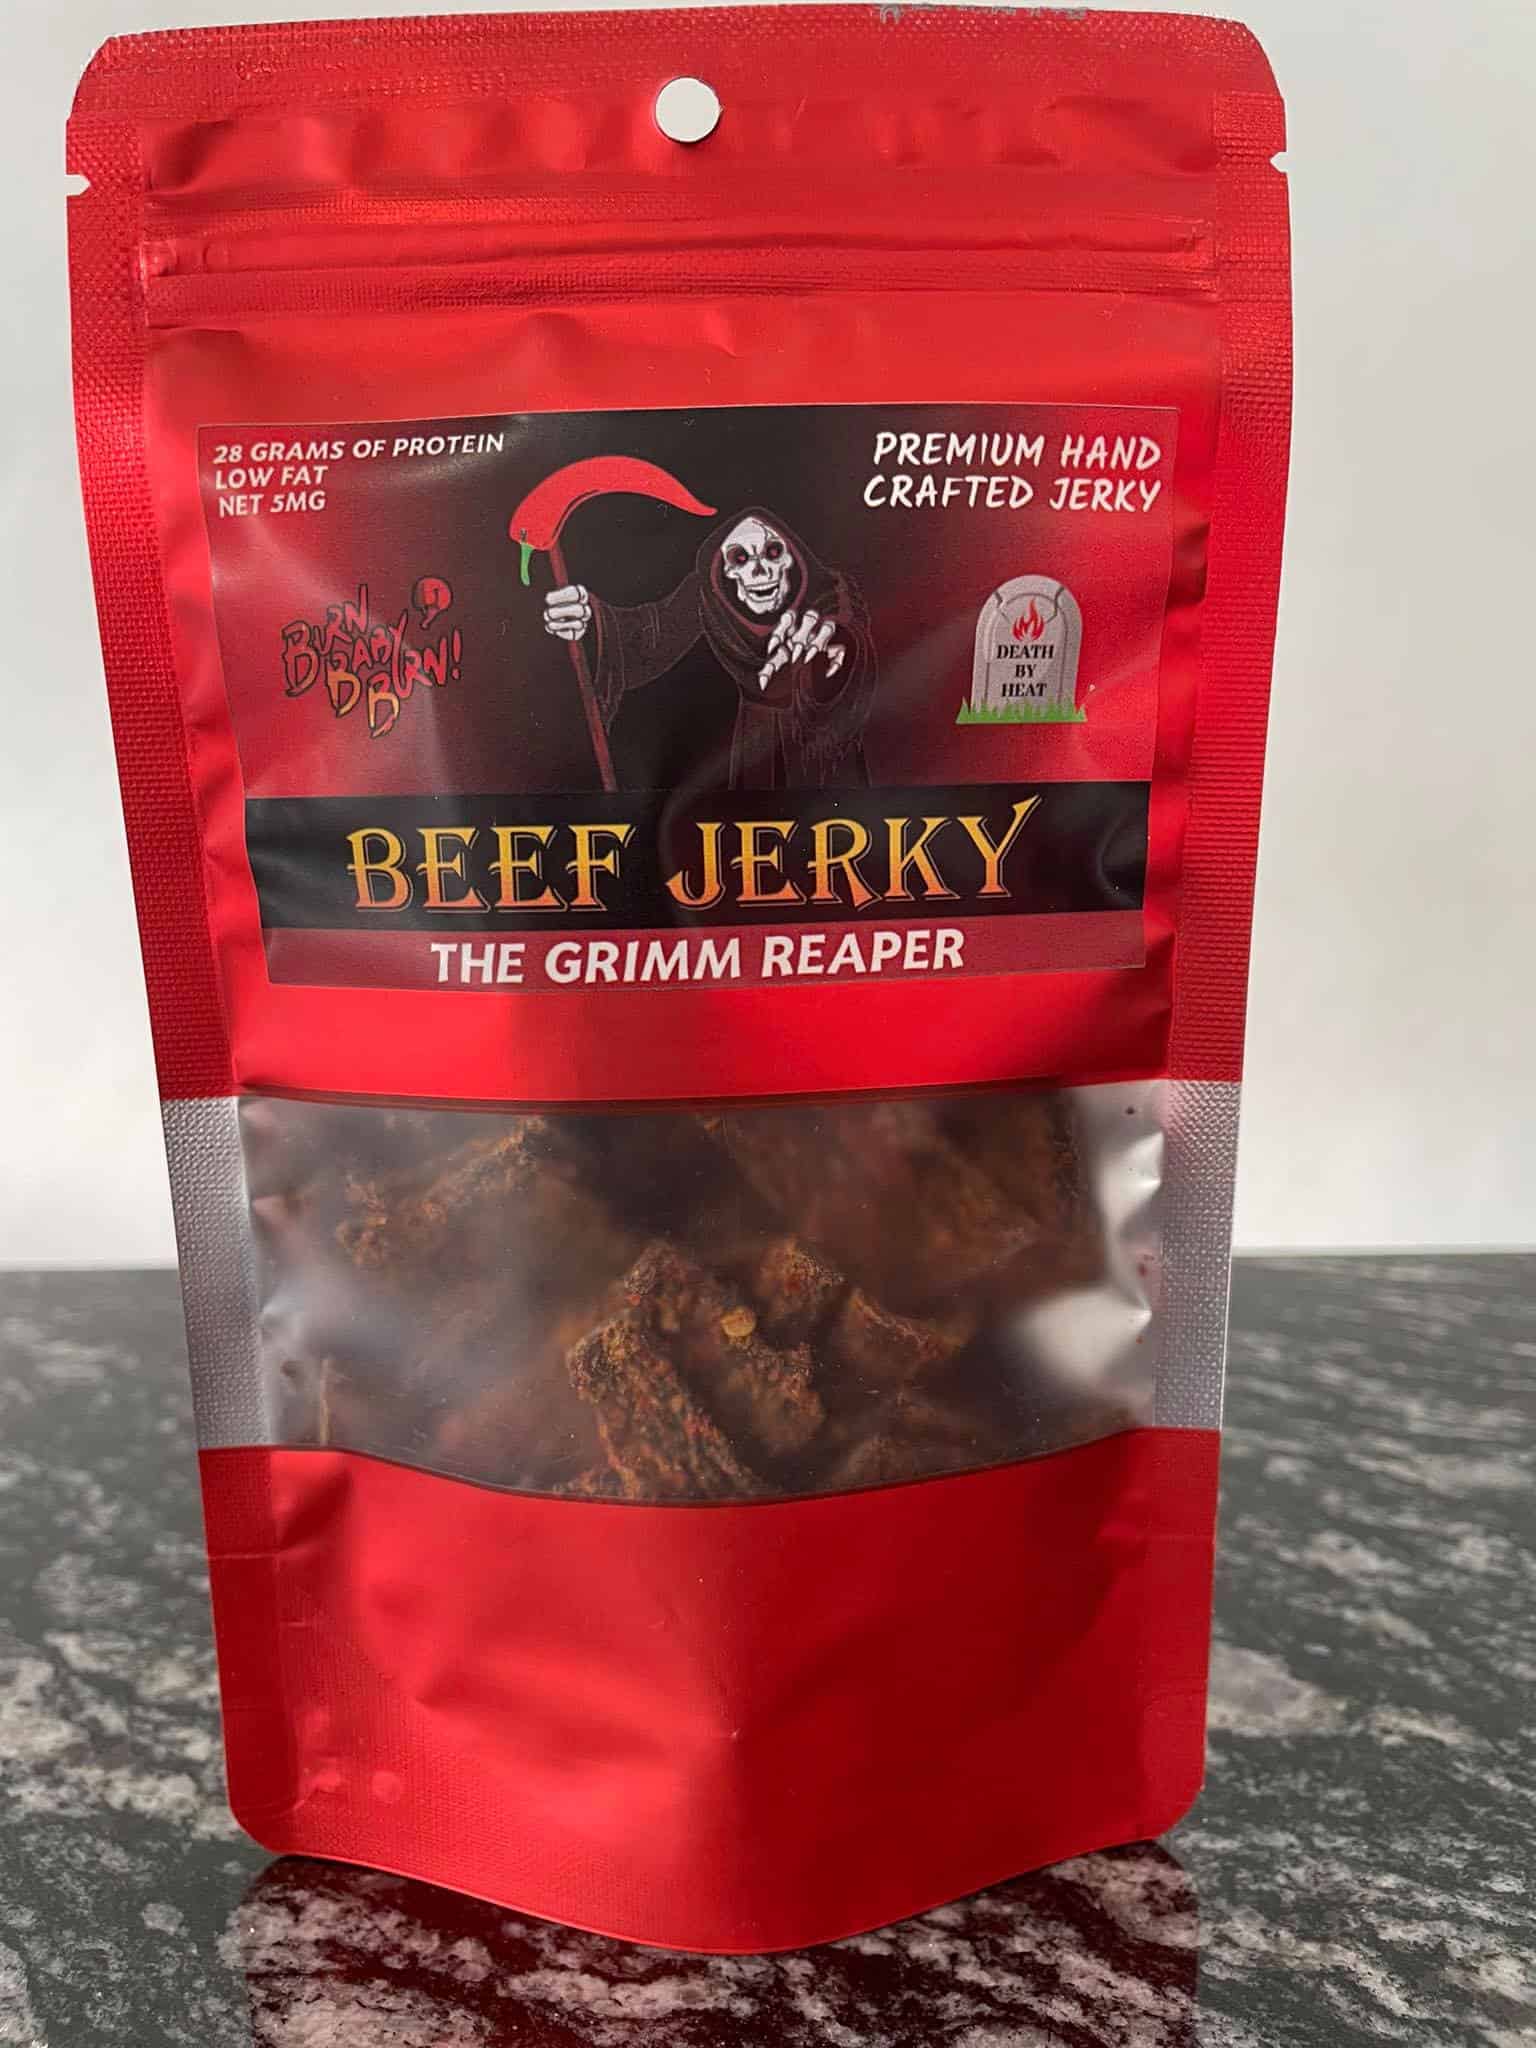 28 GRAMS OF PROTEIN
LOW FAT
NET 5MG
PREMIUM HAND
CRAFTED JERKY
BURN
BABY
BURN!
DEATH
BY
HEAT
BEEF JERKY
THE GRIMM REAPER